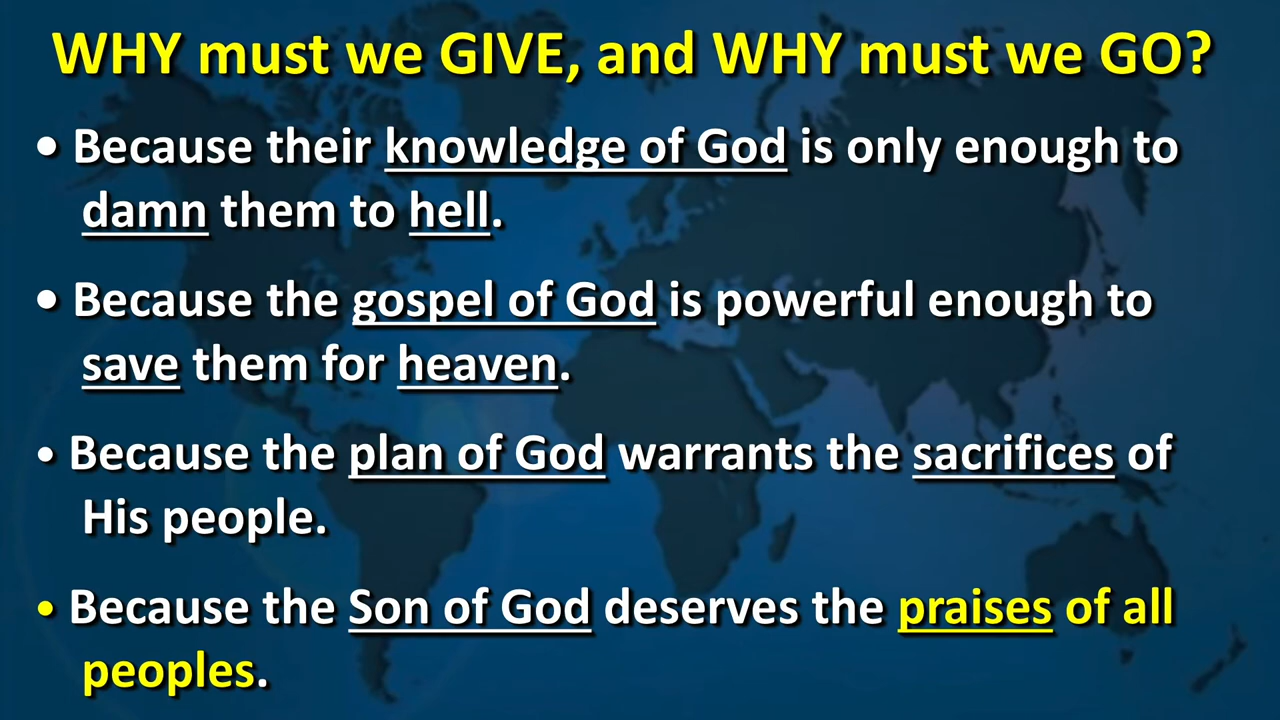 WHY must we GIVE, and WHY must we GO?
• Because their knowledge of God is only enough to
damn them to hell.
• Because the gospel of God is powerful enough to
save them for heaven.
• Because the plan of God warrants the sacrifices of
His people.
• Because the Son of God deserves the praises of all
peoples.